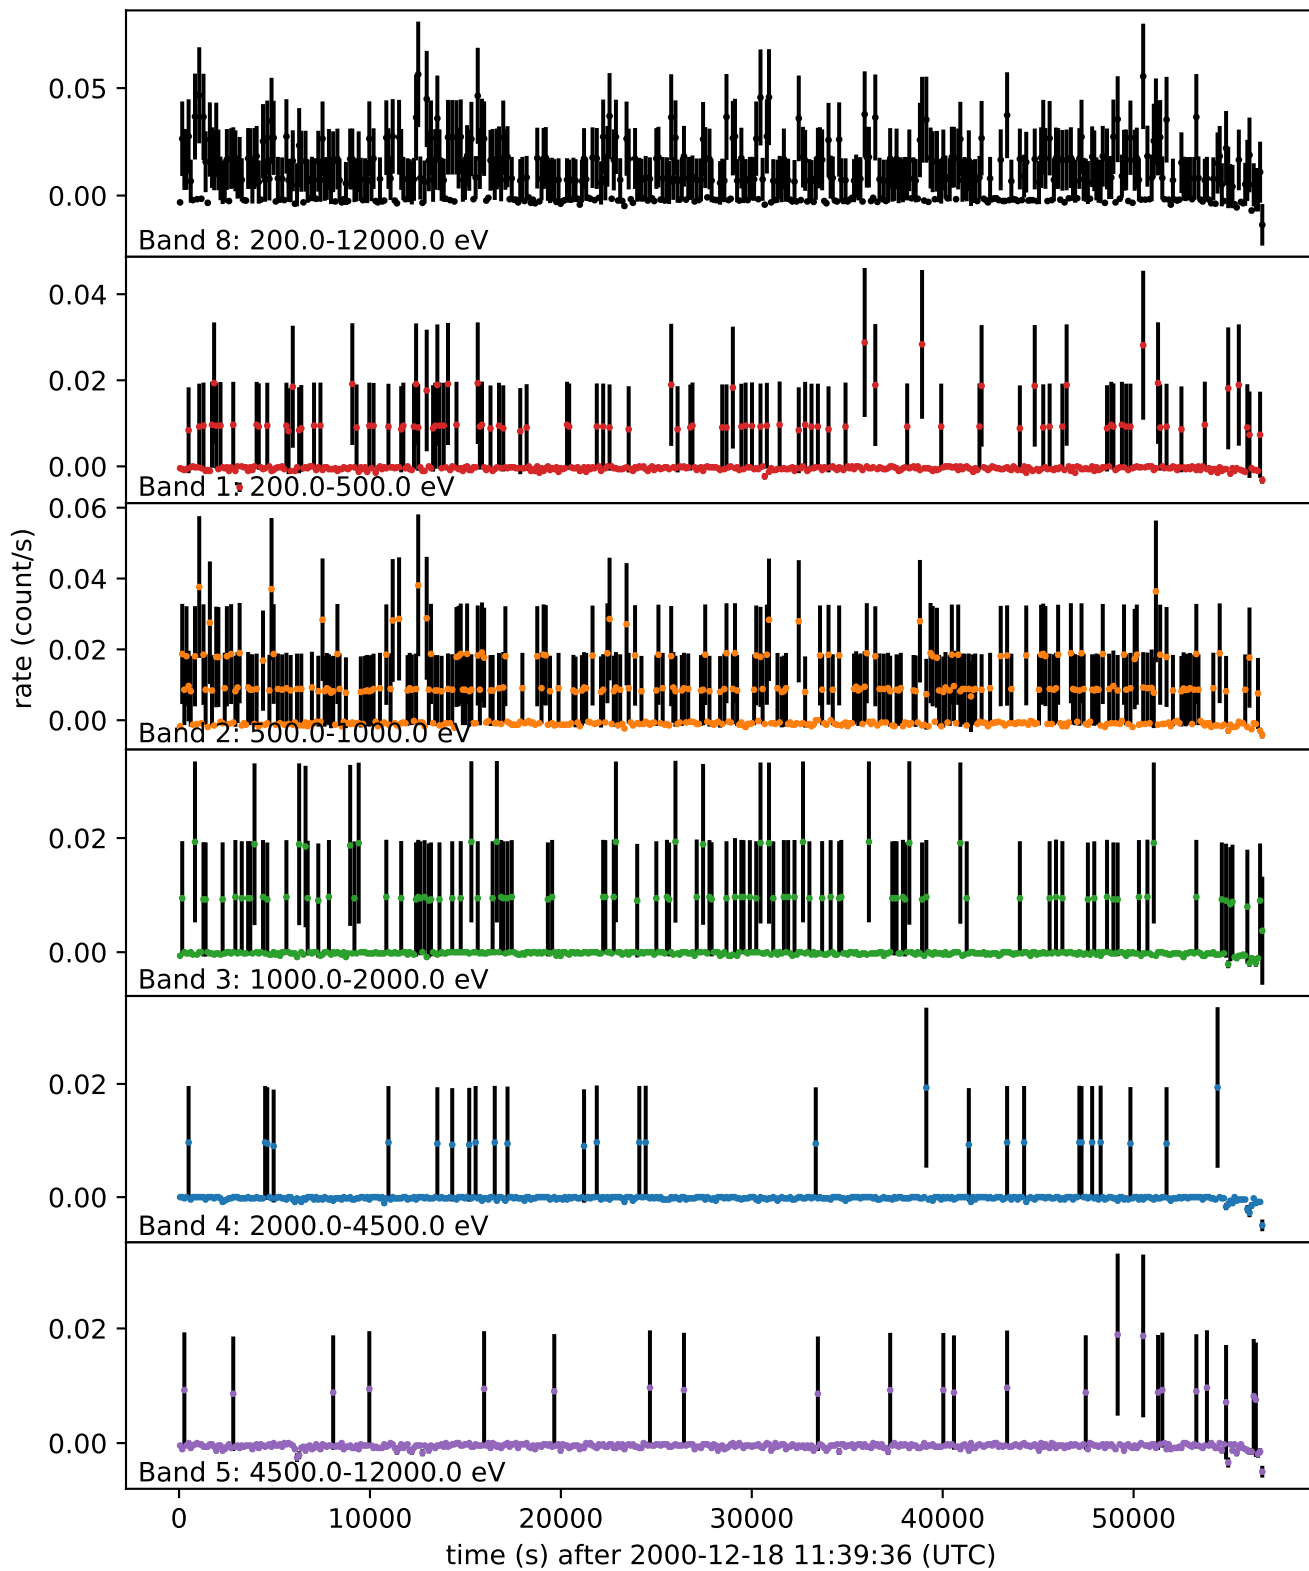 0.05
0.00
Band 8: 200.0-12000.0 eV
0.04
0.02
0.00
Band 1: 200.0-500.0 eV
rate (count/s)
0.06
0.04
0.02
0.00
Band 2: 500.0-1000.0 eV
0.02
0.00
Band 3: 1000.0-2000.0 eV
0.02
0.00
Band 4: 2000.0-4500.0 eV
0.02
0.00
Band 5: 4500.0-12000.0 eV
0 10000 20000 30000 40000 50000
time (s) after 2000-12-18 11:39:36 (UTC)